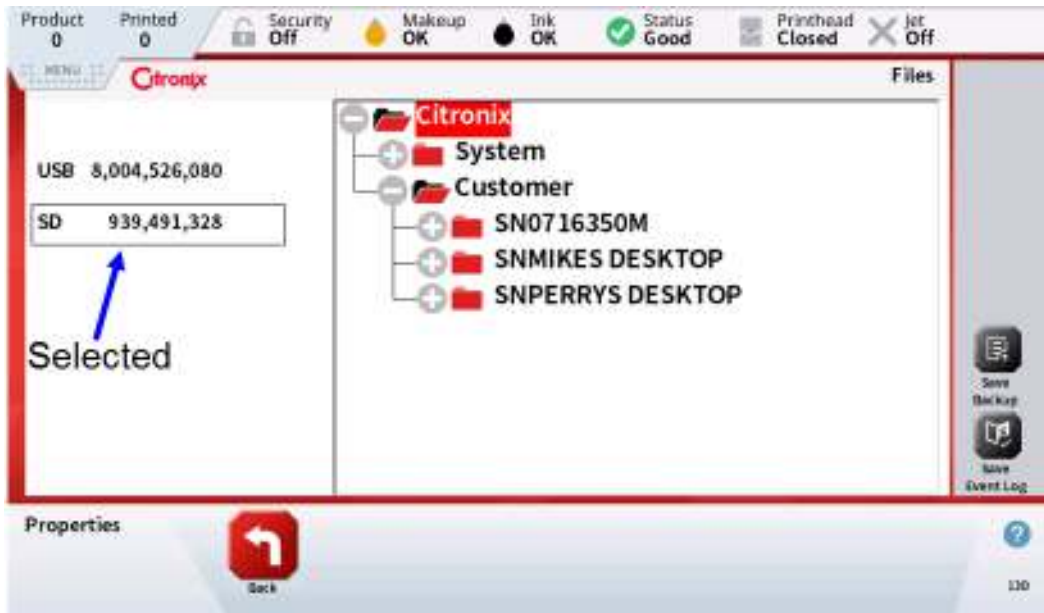 Product Printed Security Makeup Ink Status Printhead Jet
0 0 Off OK OK Good Closed Off
MENU Citronix Files
Citronix
System
USB 8,004,526,080
Customer
SD 939,491,328
SN0716350M
SNMIKES DESKTOP
SNPERRYS DESKTOP
Selected
Save
Backup
Save
Event Log
Properties
Back
130